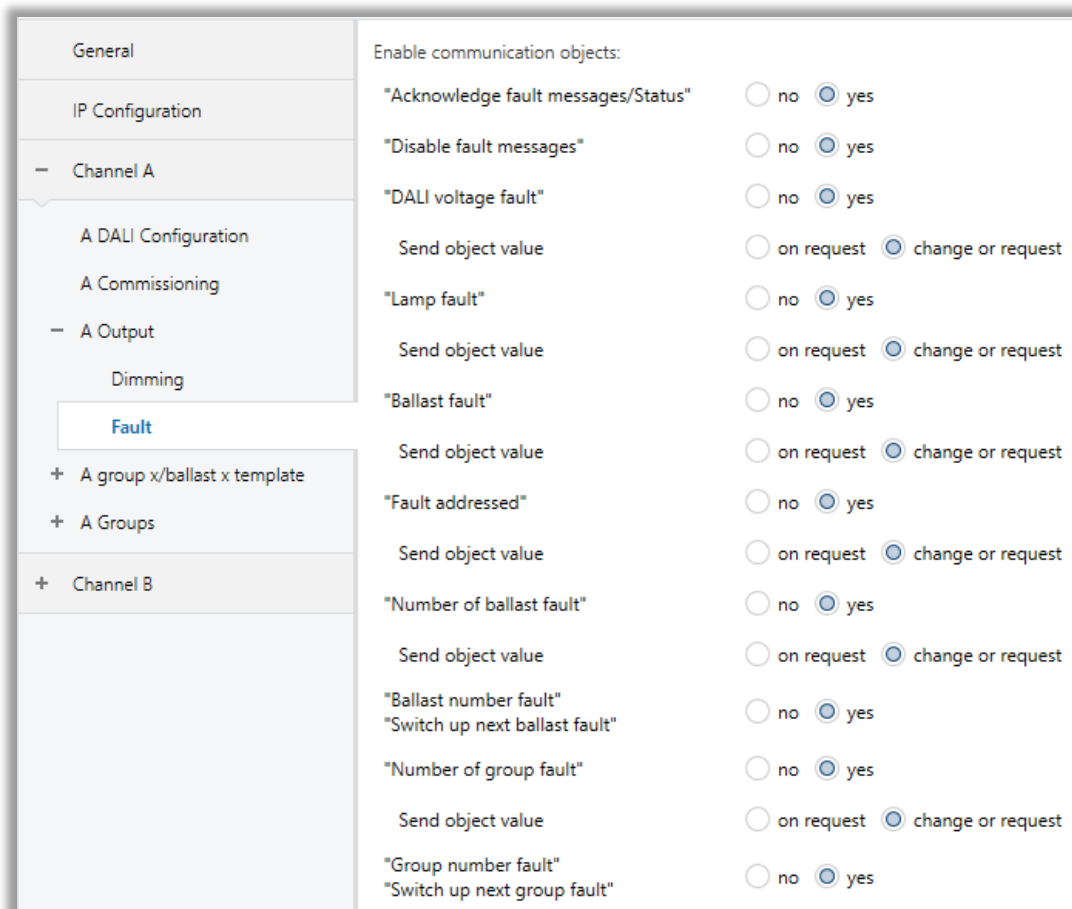 General
IP Configuration
− Channel A
A DALI Configuration
A Commissioning
− A Output
Dimming
Fault
+ A group x/ballast x template
+ A Groups
+ Channel B
Enable communication objects:
"Acknowledge fault messages/Status" no yes
"Disable fault messages" no yes
"DALI voltage fault" no yes
Send object value on request change or request
"Lamp fault" no yes
Send object value on request change or request
"Ballast fault" no yes
Send object value on request change or request
"Fault addressed" no yes
Send object value on request change or request
"Number of ballast fault" no yes
Send object value on request change or request
"Ballast number fault"
"Switch up next ballast fault" no yes
"Number of group fault" no yes
Send object value on request change or request
"Group number fault"
"Switch up next group fault" no yes